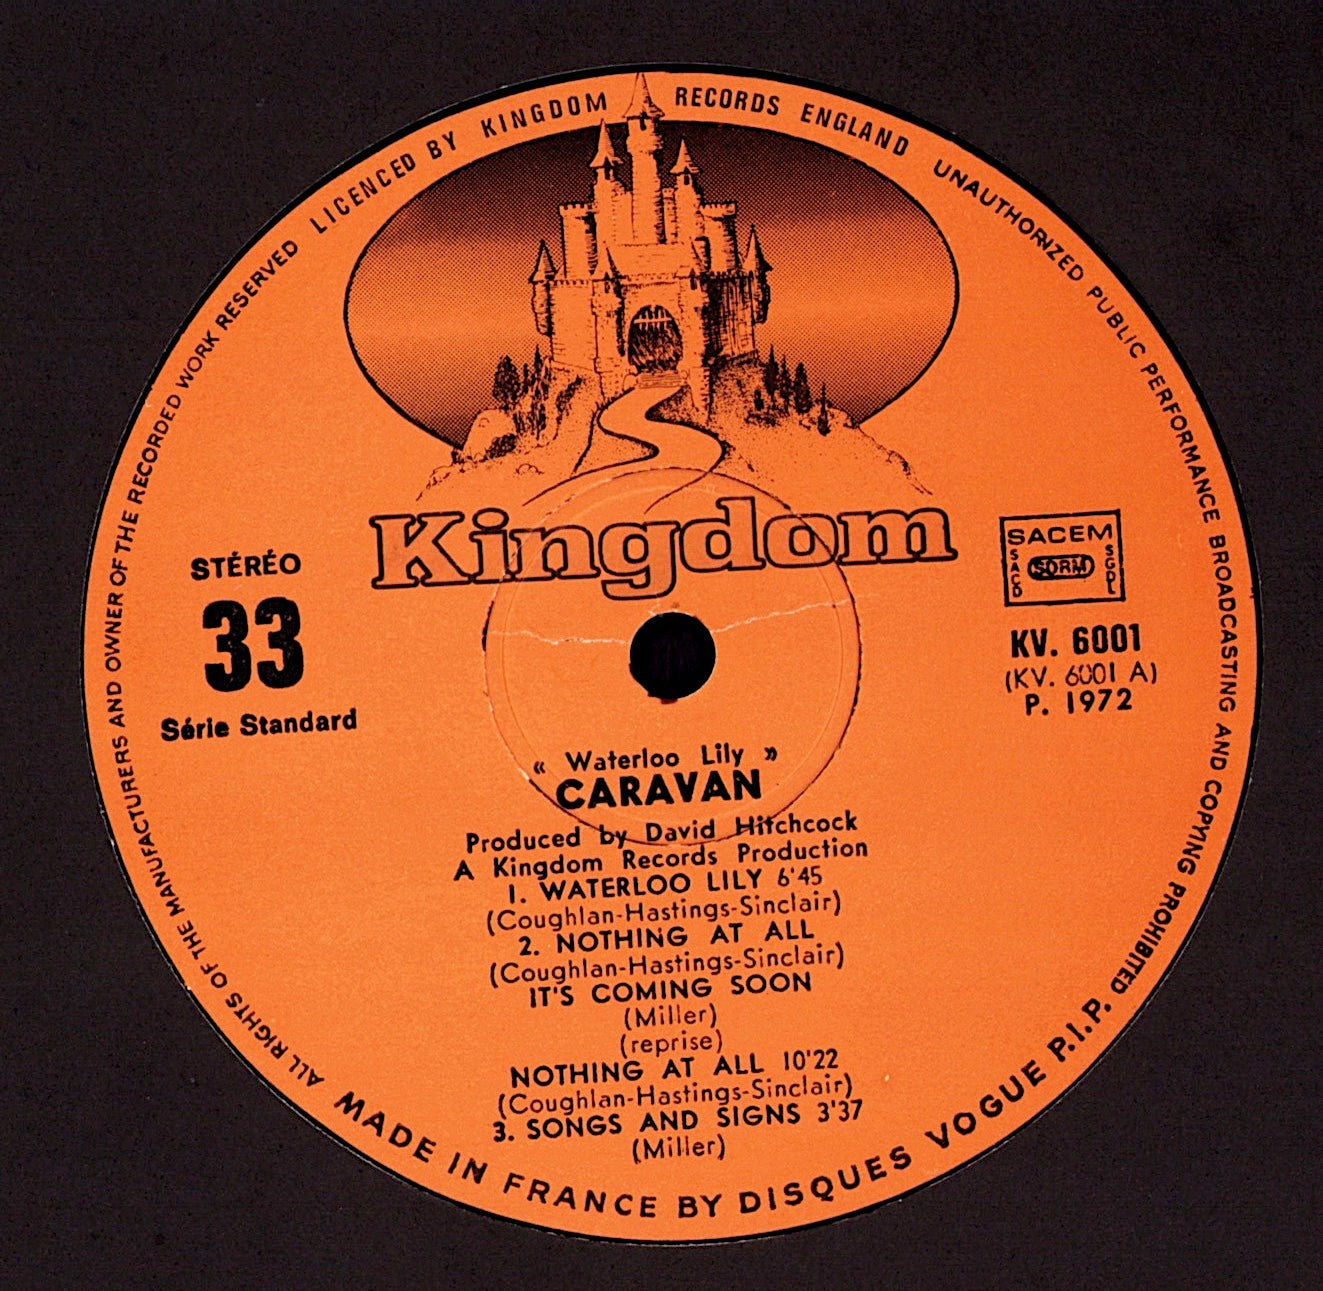 ALL RIGHTS OF THE MANUFACTURERS AND OWNER OF THE RECORDED WORK RESERVED LICENCED BY KINGDOM RECORDS ENGLAND UNAUTHORIZED PUBLIC PERFORMANCE BROADCASTING AND COPYING PROHIBITED
Kingdom
STÉRÉO
33
Série Standard
SACEM
SACD
SDRM
SGDL
KV. 6001
(KV. 6001 A)
P. 1972
« Waterloo Lily »
CARAVAN
Produced by David Hitchcock
A Kingdom Records Production
1. WATERLOO LILY 6'45
(Coughlan-Hastings-Sinclair)
2. NOTHING AT ALL
(Coughlan-Hastings-Sinclair)
IT'S COMING SOON
(Miller)
(reprise)
NOTHING AT ALL 10'22
(Coughlan-Hastings-Sinclair)
3. SONGS AND SIGNS 3'37
(Miller)
MADE IN FRANCE BY DISQUES VOGUE P.I.P.